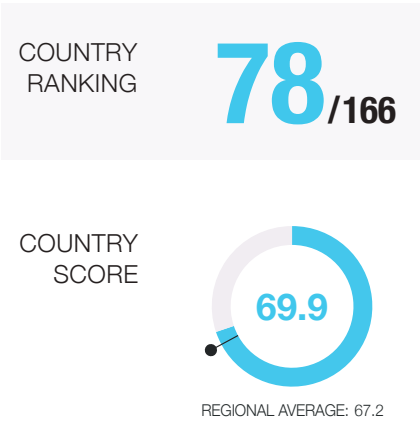 COUNTRY
RANKING
78/166
COUNTRY
SCORE
69.9
REGIONAL AVERAGE: 67.2